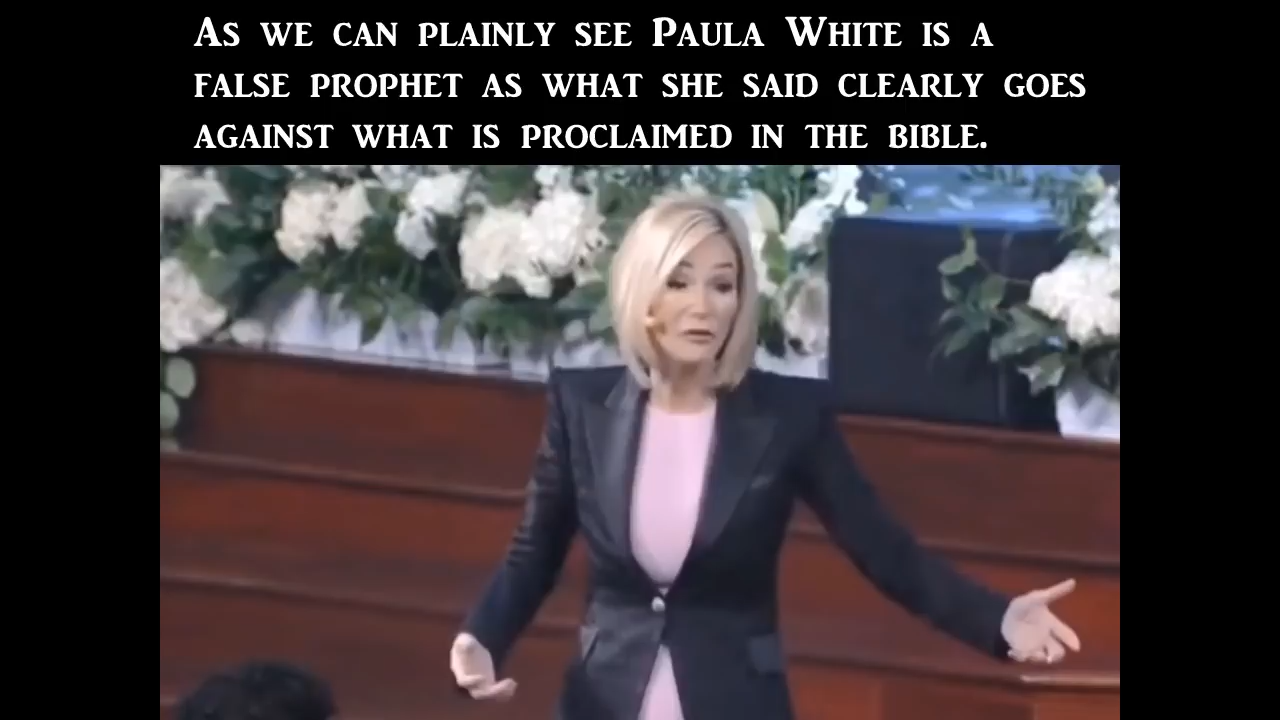 As we can plainly see Paula White is a
false prophet as what she said clearly goes
against what is proclaimed in the bible.